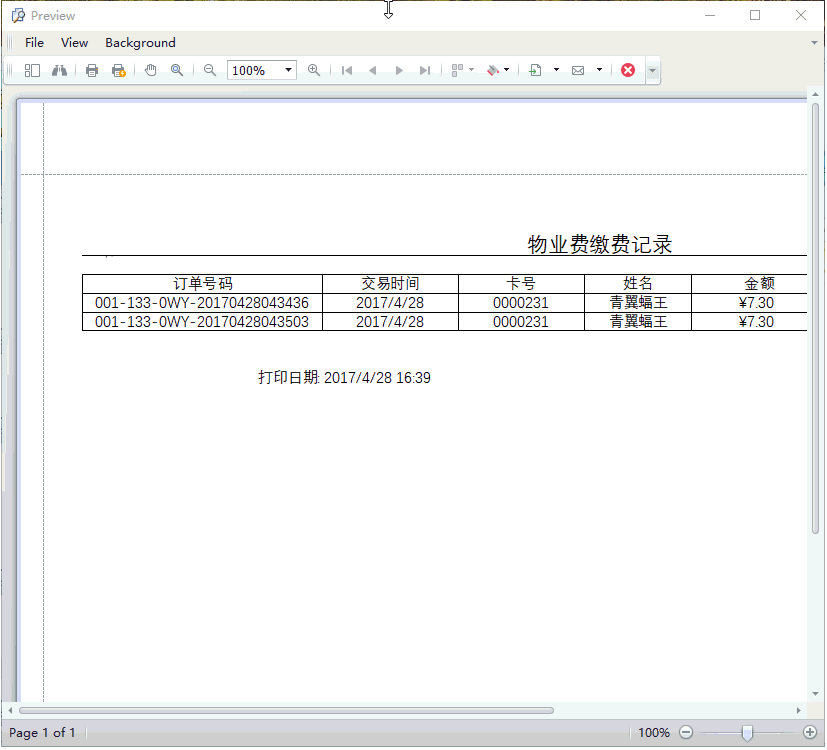 Preview
File View Background
100%
物业费缴费记录
订单号码 交易时间 卡号 姓名 金额
001-133-0WY-20170428043436 2017/4/28 0000231 青翼蝠王 ¥7.30
001-133-0WY-20170428043503 2017/4/28 0000231 青翼蝠王 ¥7.30
打印日期: 2017/4/28 16:39
Page 1 of 1 100%